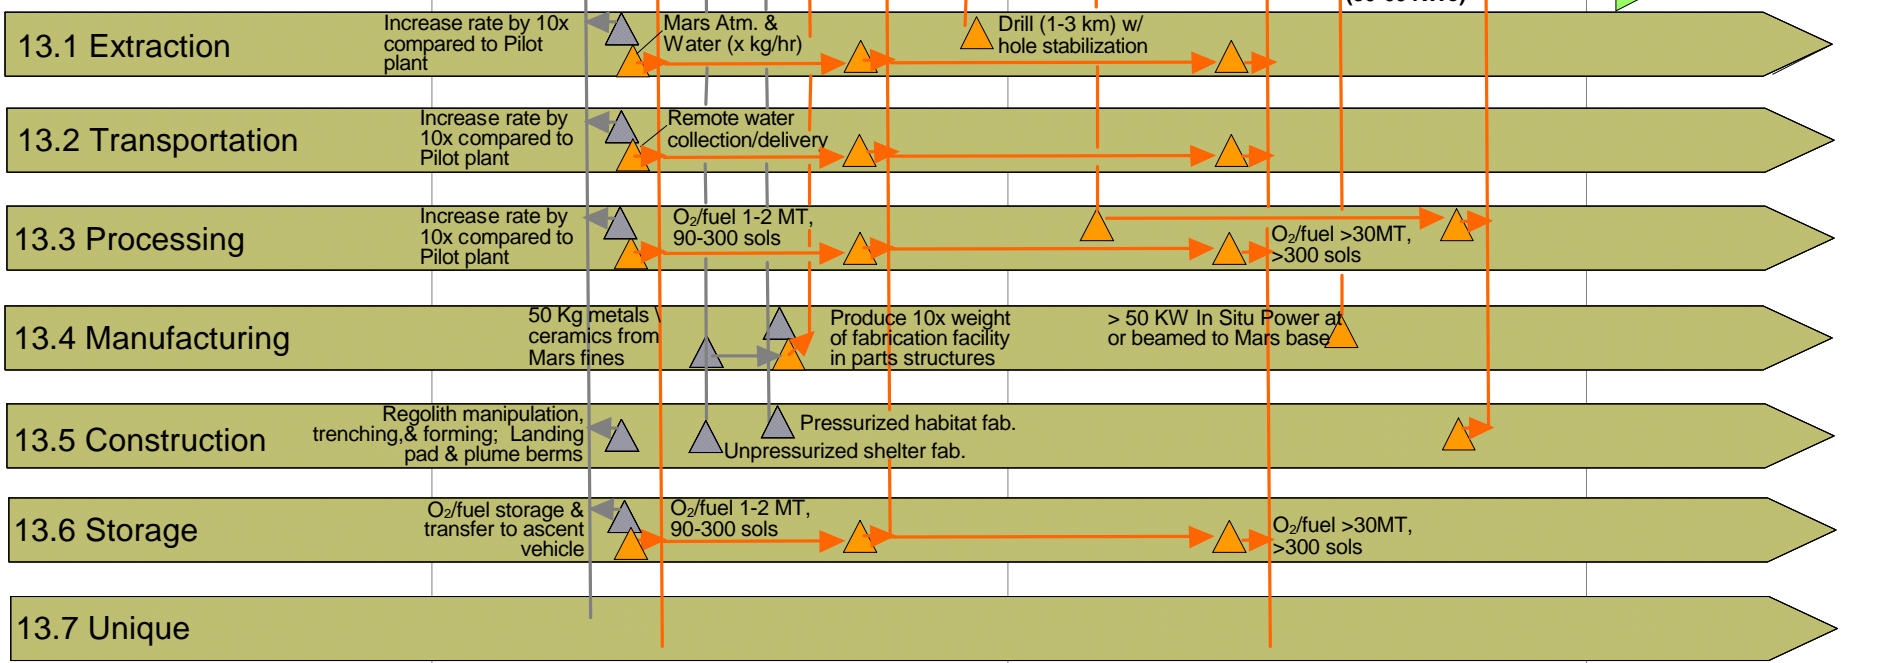 13.1 Extraction
Increase rate by 10x
compared to Pilot
plant
Mars Atm. &
Water (x kg/hr)
Drill (1-3 km) w/
hole stabilization
13.2 Transportation
Increase rate by
10x compared to
Pilot plant
Remote water
collection/delivery
13.3 Processing
Increase rate by
10x compared to
Pilot plant
O₂/fuel 1-2 MT,
90-300 sols
O₂/fuel >30MT,
>300 sols
13.4 Manufacturing
50 Kg metals \
ceramics from
Mars fines
Produce 10x weight
of fabrication facility
in parts structures
> 50 KW In Situ Power at
or beamed to Mars base
13.5 Construction
Regolith manipulation,
trenching,& forming; Landing
pad & plume berms
Pressurized habitat fab.
Unpressurized shelter fab.
13.6 Storage
O₂/fuel storage &
transfer to ascent
vehicle
O₂/fuel 1-2 MT,
90-300 sols
O₂/fuel >30MT,
>300 sols
13.7 Unique